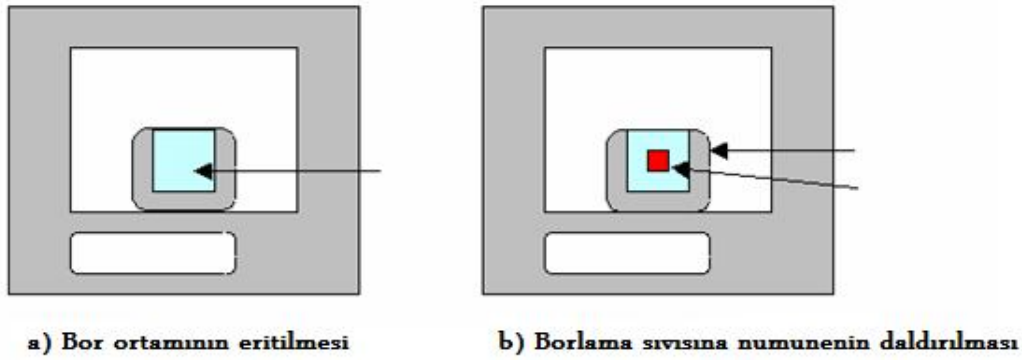 a) Bor ortamının eritilmesi
b) Borlama sıvısına numunenin daldırılması